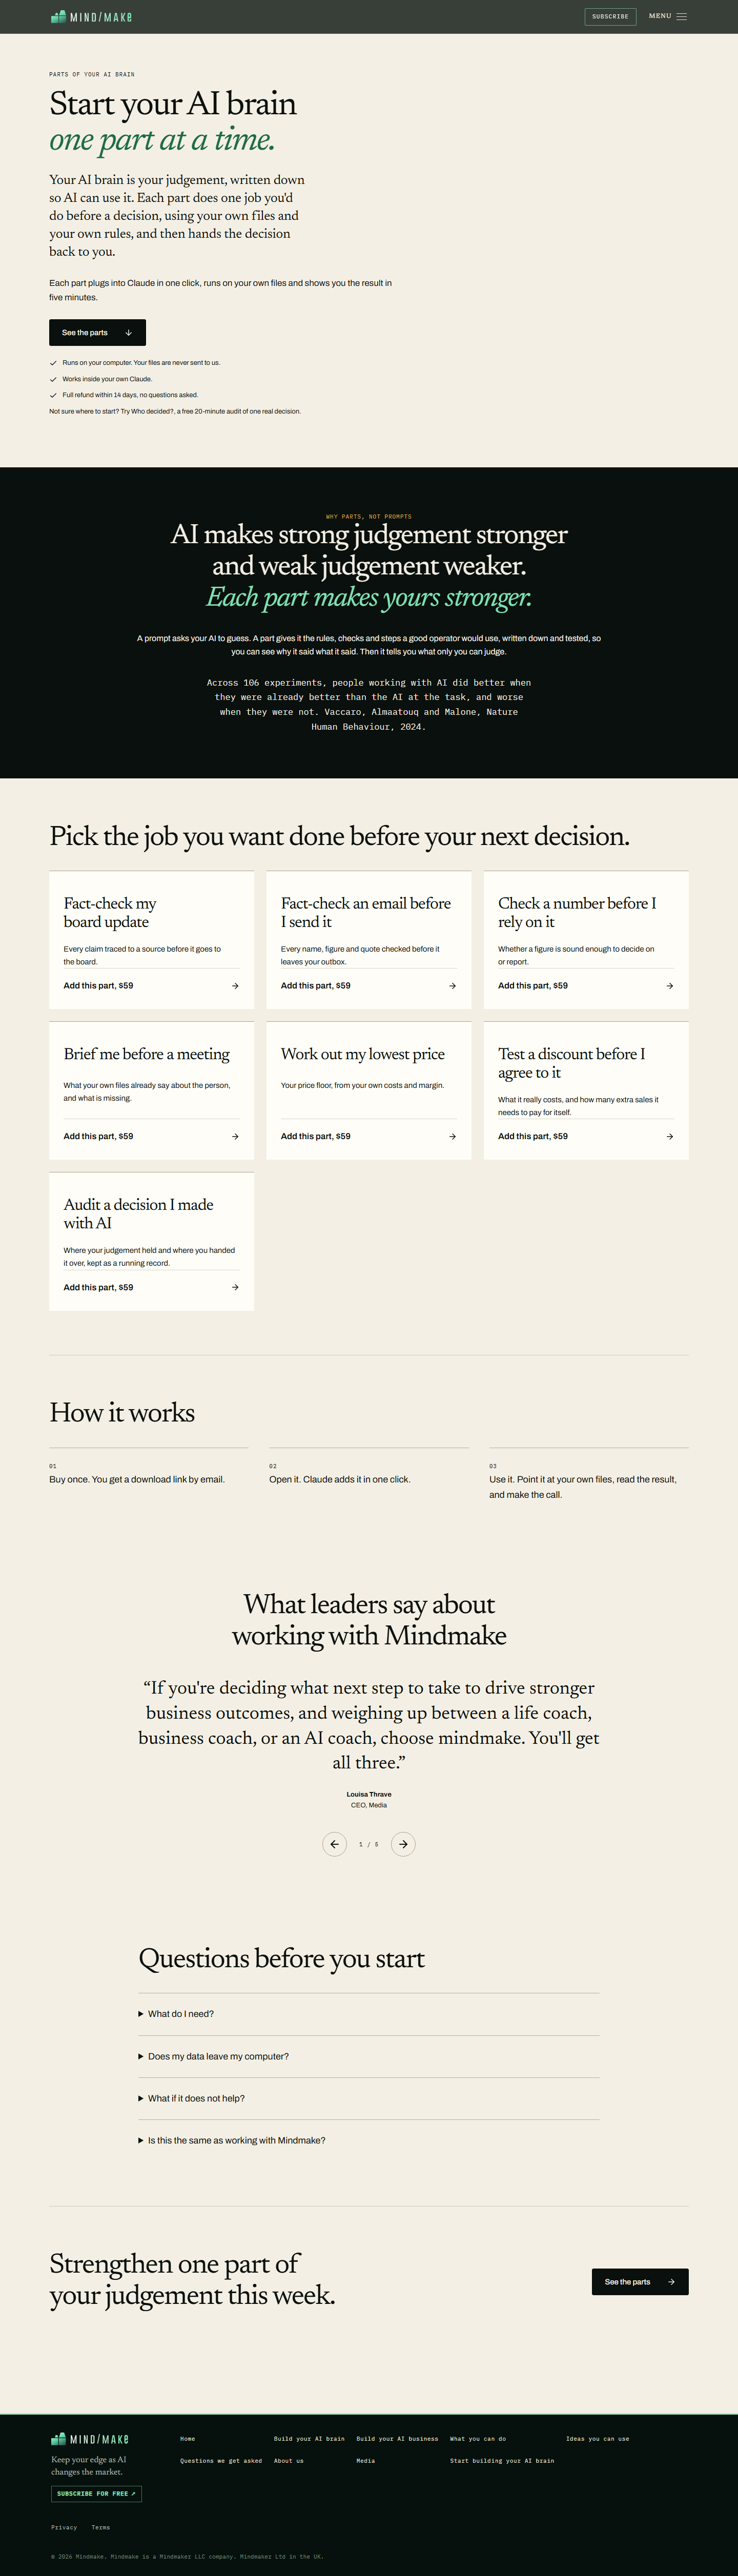 MIND/MAKE
SUBSCRIBE
MENU
PARTS OF YOUR AI BRAIN
Start your AI brain
one part at a time.
Your AI brain is your judgement, written down
so AI can use it. Each part does one job you'd
do before a decision, using your own files and
your own rules, and then hands the decision
back to you.
Each part plugs into Claude in one click, runs on your own files and shows you the result in
five minutes.
See the parts
Runs on your computer. Your files are never sent to us.
Works inside your own Claude.
Full refund within 14 days, no questions asked.
Not sure where to start? Try Who decided?, a free 20-minute audit of one real decision.
WHY PARTS, NOT PROMPTS
AI makes strong judgement stronger
and weak judgement weaker.
Each part makes yours stronger.
A prompt asks your AI to guess. A part gives it the rules, checks and steps a good operator would use, written down and tested, so
you can see why it said what it said. Then it tells you what only you can judge.
Across 106 experiments, people working with AI did better when
they were already better than the AI at the task, and worse
when they were not. Vaccaro, Almaatouq and Malone, Nature
Human Behaviour, 2024.
Pick the job you want done before your next decision.
Fact-check my
board update
Every claim traced to a source before it goes to
the board.
Add this part, $59
Fact-check an email before
I send it
Every name, figure and quote checked before it
leaves your outbox.
Add this part, $59
Check a number before I
rely on it
Whether a figure is sound enough to decide on
or report.
Add this part, $59
Brief me before a meeting
What your own files already say about the person,
and what is missing.
Add this part, $59
Work out my lowest price
Your price floor, from your own costs and margin.
Add this part, $59
Test a discount before I
agree to it
What it really costs, and how many extra sales it
needs to pay for itself.
Add this part, $59
Audit a decision I made
with AI
Where your judgement held and where you handed
it over, kept as a running record.
Add this part, $59
How it works
01
Buy once. You get a download link by email.
02
Open it. Claude adds it in one click.
03
Use it. Point it at your own files, read the result,
and make the call.
What leaders say about
working with Mindmake
“If you're deciding what next step to take to drive stronger
business outcomes, and weighing up between a life coach,
business coach, or an AI coach, choose mindmake. You'll get
all three.”
Louisa Thrave
CEO, Media
1 / 5
Questions before you start
What do I need?
Does my data leave my computer?
What if it does not help?
Is this the same as working with Mindmake?
Strengthen one part of
your judgement this week.
See the parts
MIND/MAKE
Keep your edge as AI
changes the market.
SUBSCRIBE FOR FREE ↗
Home
Build your AI brain
Build your AI business
What you can do
Ideas you can use
Questions we get asked
About us
Media
Start building your AI brain
Privacy
Terms
© 2026 Mindmake. Mindmake is a Mindmaker LLC company. Mindmaker Ltd in the UK.